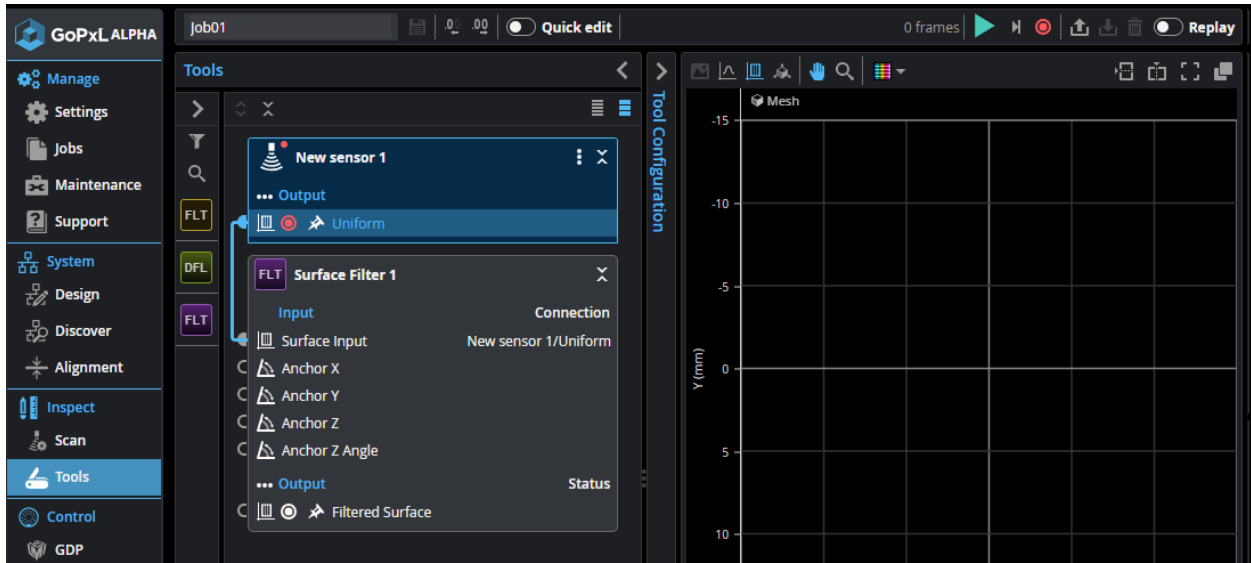 GoPxL ALPHA
Manage
Settings
Jobs
Maintenance
Support
System
Design
Discover
Alignment
Inspect
Scan
Tools
Control
GDP
Job01
.0
.00
Quick edit
0 frames
Replay
Tools
FLT
DFL
FLT
New sensor 1
Output
Uniform
FLT Surface Filter 1
Input Connection
Surface Input New sensor 1/Uniform
Anchor X
Anchor Y
Anchor Z
Anchor Z Angle
Output Status
Filtered Surface
Tool Configuration
Mesh
-15
-10
-5
Y (mm)
0
5
10